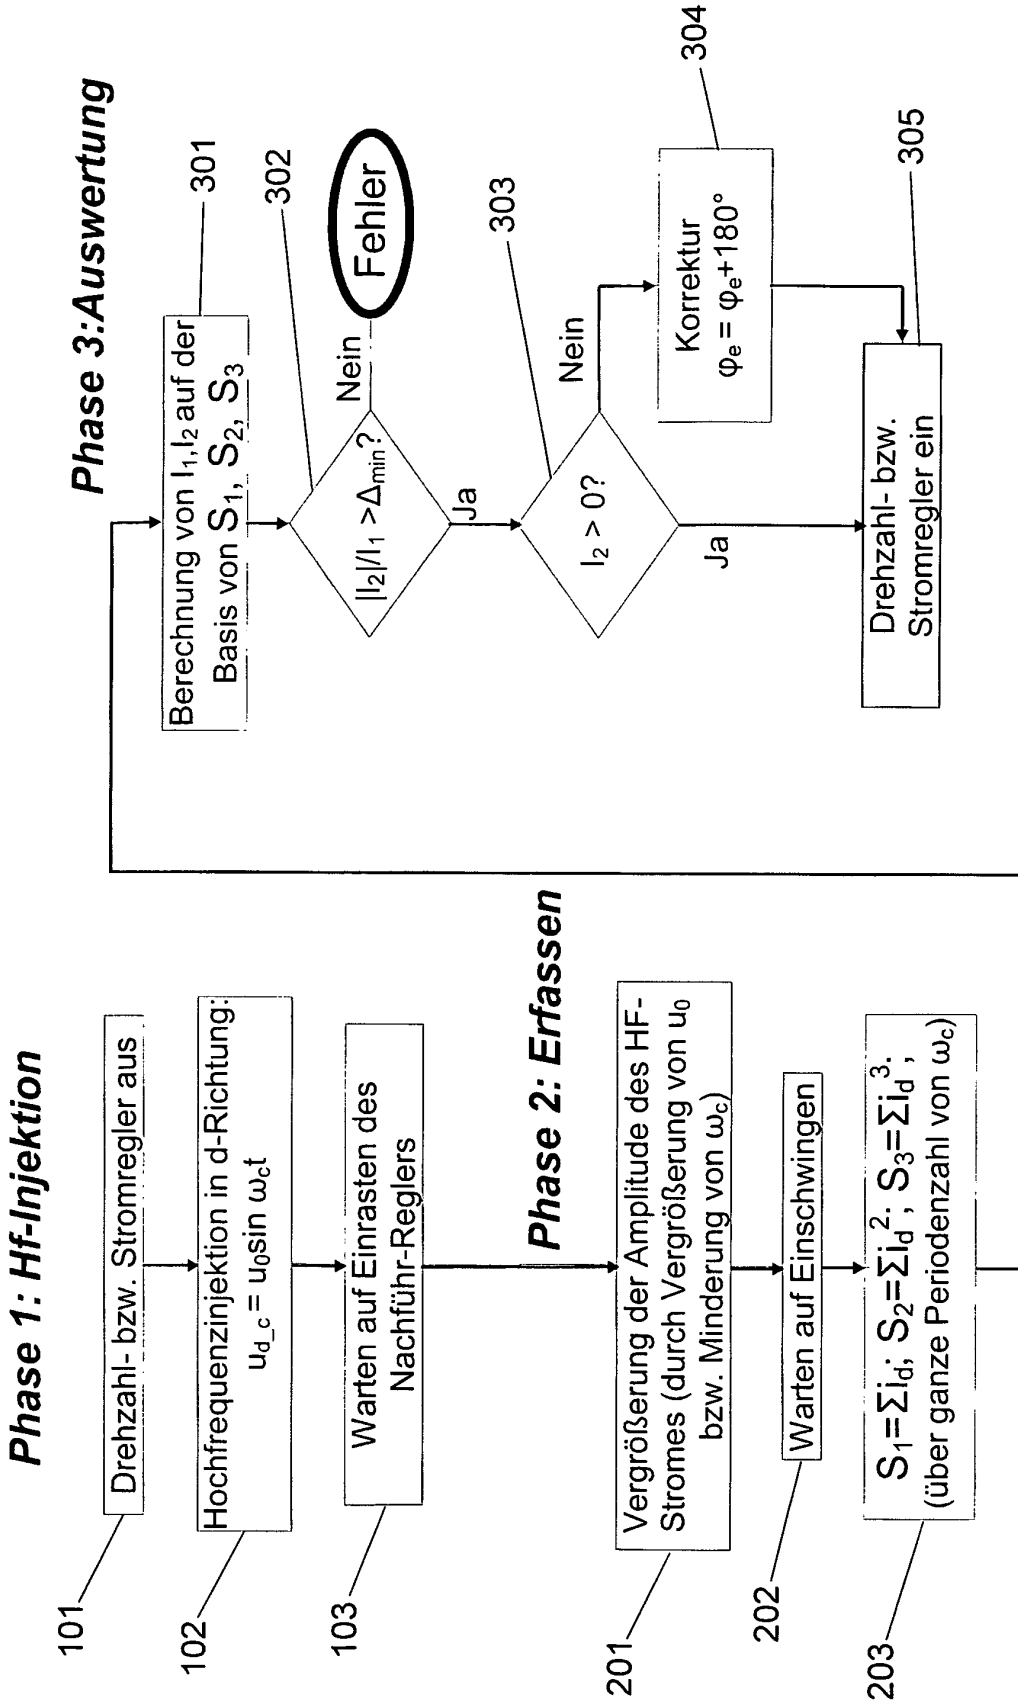 Phase 1: Hf-Injektion
101
Drehzahl- bzw. Stromregler aus
102
Hochfrequenzinjektion in d-Richtung:
u_{d_c} = u₀sin ω_ct
103
Warten auf Einrasten des
Nachführ-Reglers
Phase 2: Erfassen
201
Vergrößerung der Amplitude des HF-
Stromes (durch Vergrößerung von u₀
bzw. Minderung von ω_c)
202
Warten auf Einschwingen
203
S₁=Σi_d; S₂=Σi_d²; S₃=Σi_d³,
(über ganze Periodenzahl von ω_c)
Phase 3:Auswertung
301
Berechnung von I₁,I₂ auf der
Basis von S₁, S₂, S₃
302
|I₂|/I₁ >Δ_min?
Nein
Fehler
Ja
303
I₂ > 0?
Nein
304
Korrektur
φ_e = φ_e+180°
Ja
305
Drehzahl- bzw.
Stromregler ein